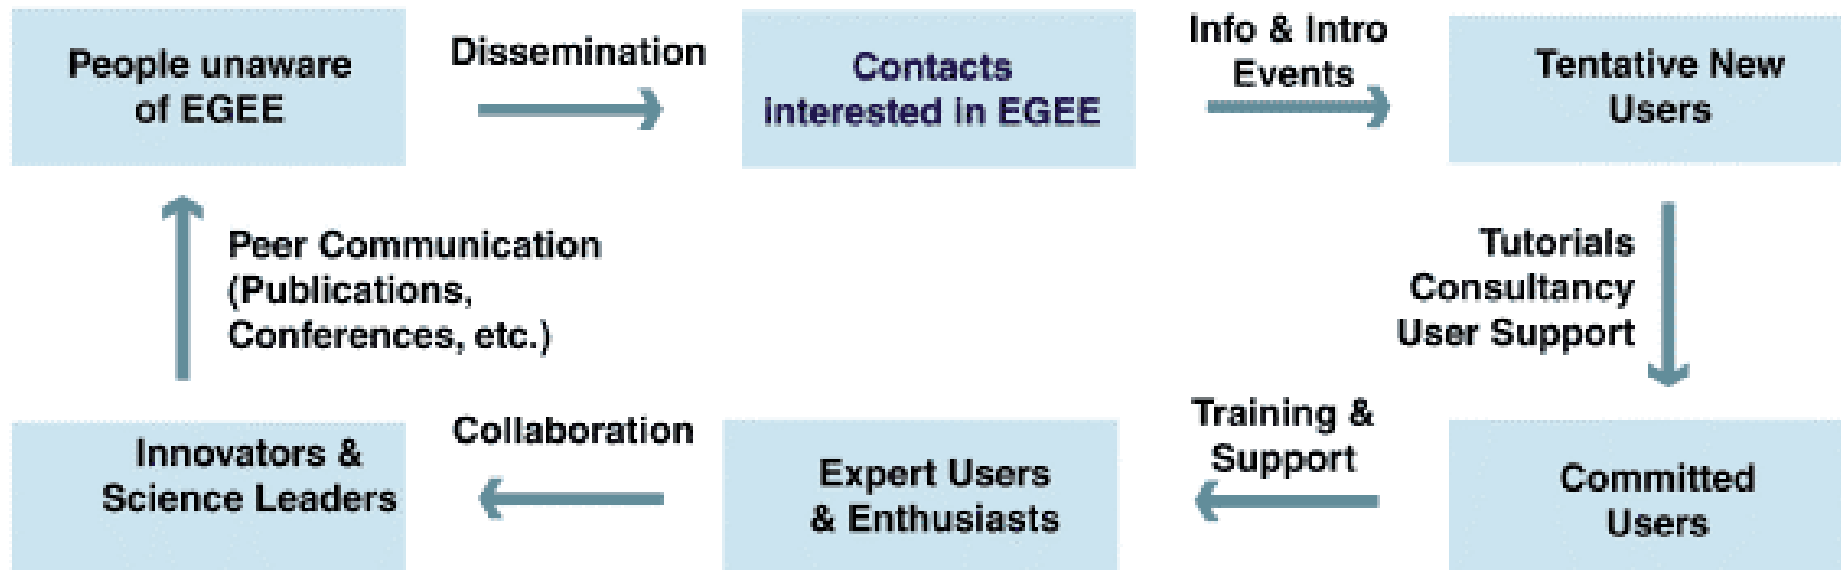 People unaware
of EGEE
Dissemination
Contacts
interested in EGEE
Info & Intro
Events
Tentative New
Users
Peer Communication
(Publications,
Conferences, etc.)
Tutorials
Consultancy
User Support
Innovators &
Science Leaders
Collaboration
Expert Users
& Enthusiasts
Training &
Support
Committed
Users